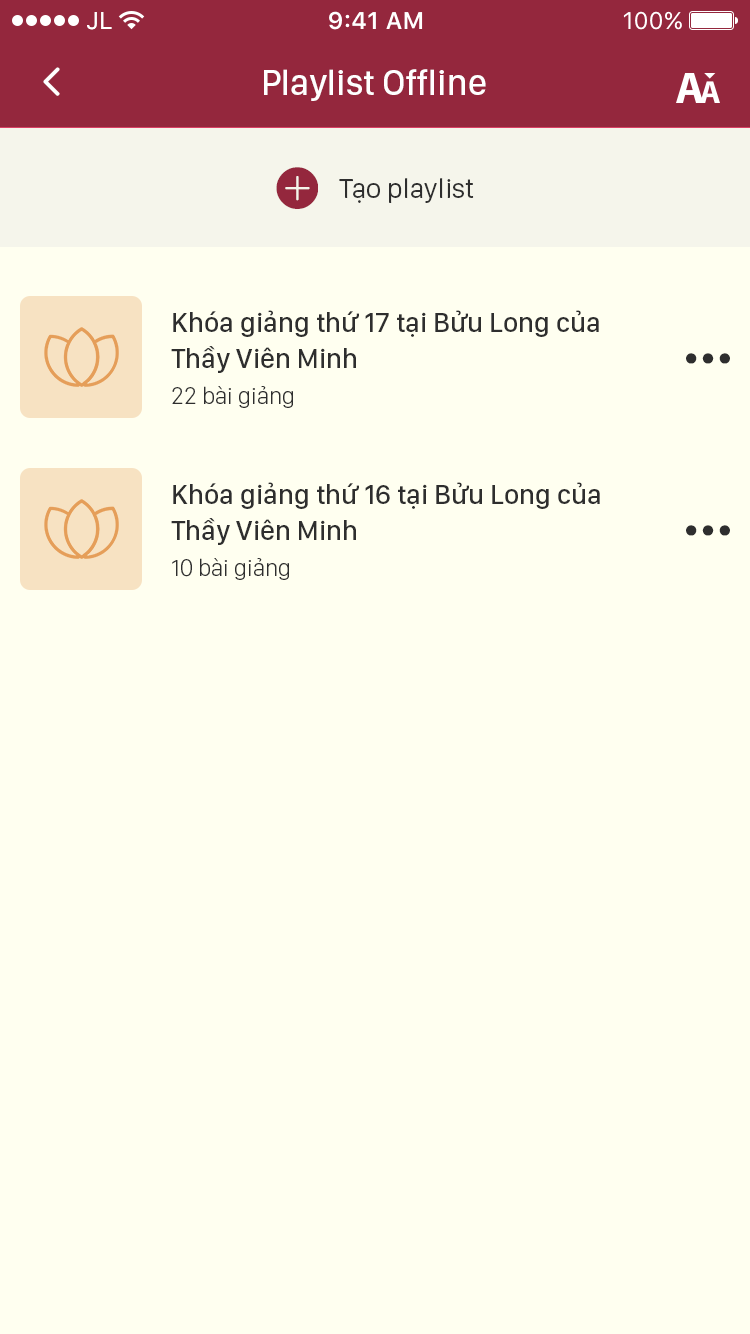 JL 9:41 AM 100%
Playlist Offline
AA
Tạo playlist
Khóa giảng thứ 17 tại Bửu Long của
Thầy Viên Minh
22 bài giảng
Khóa giảng thứ 16 tại Bửu Long của
Thầy Viên Minh
10 bài giảng